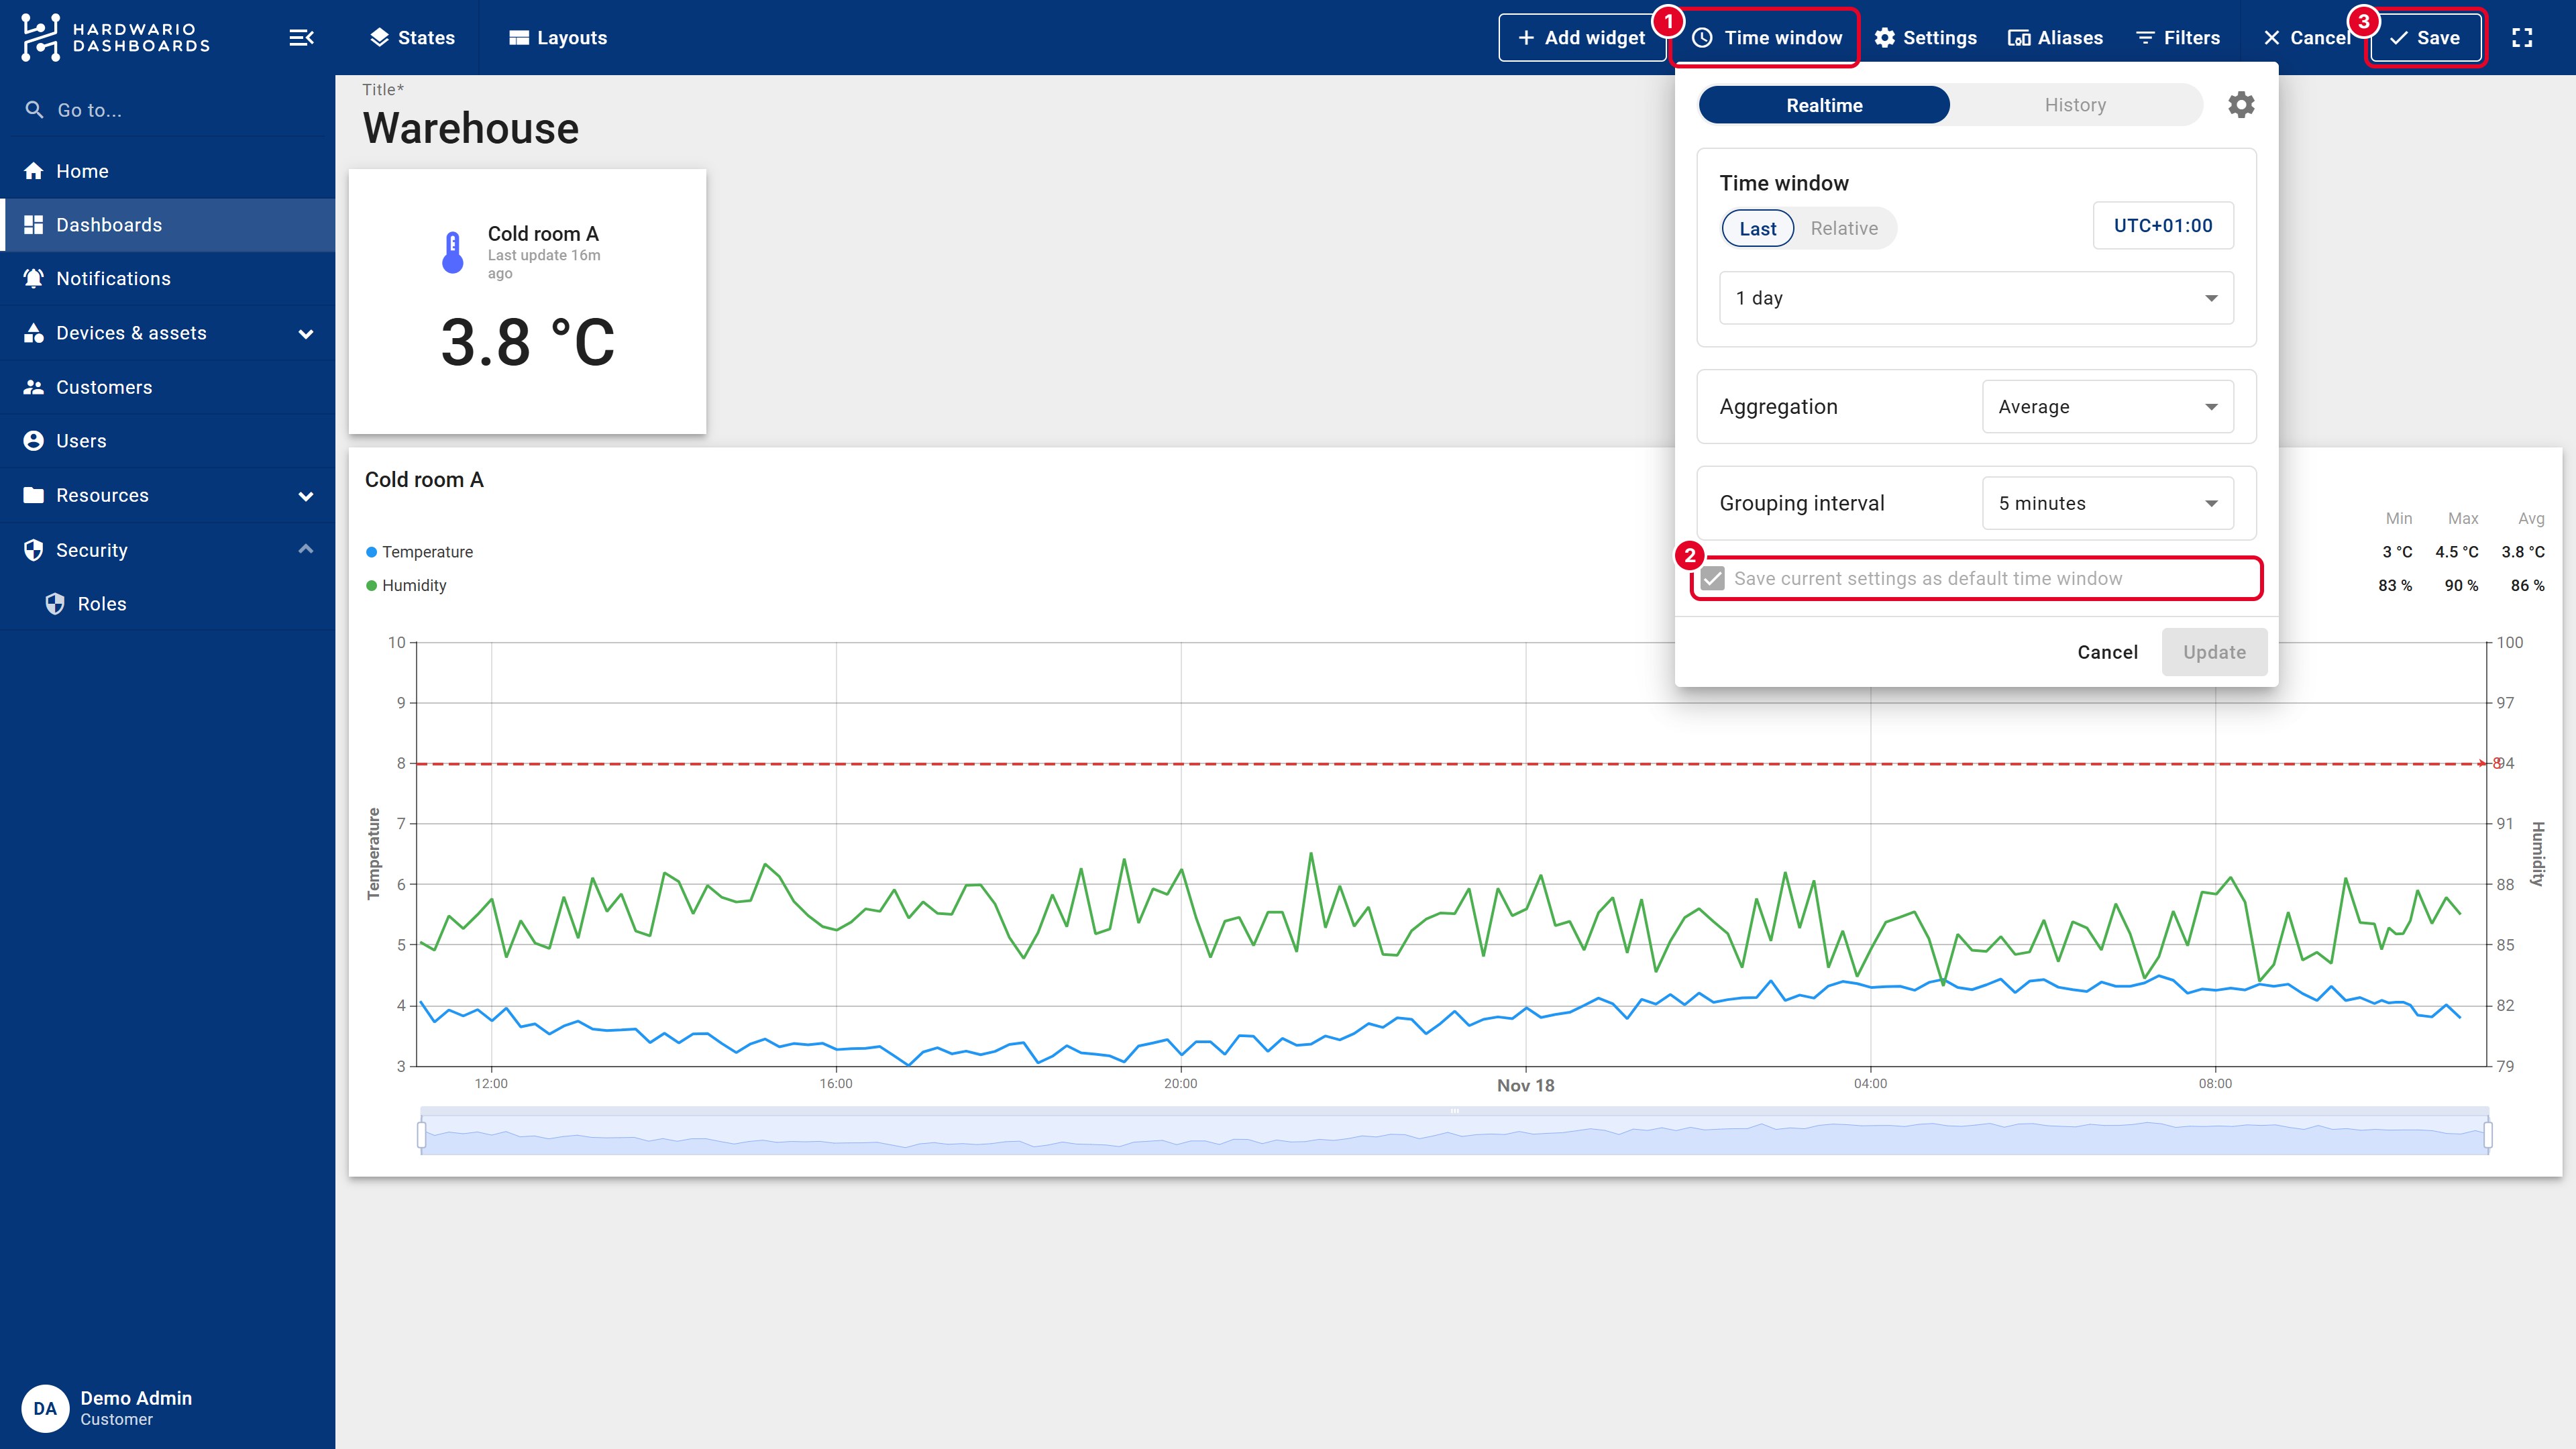 HARDWARIO
DASHBOARDS
States
Layouts
Add widget
1
Time window
Settings
Aliases
Filters
Cancel
3
Save
Go to...
Home
Dashboards
Notifications
Devices & assets
Customers
Users
Resources
Security
Roles
DA
Demo Admin
Customer
Title*
Warehouse
Cold room A
Last update 16m
ago
3.8 °C
Realtime
History
Time window
Last
Relative
UTC+01:00
1 day
Aggregation
Average
Grouping interval
5 minutes
2
Save current settings as default time window
Cancel
Update
Cold room A
Min Max Avg
Temperature 3 °C 4.5 °C 3.8 °C
Humidity 83 % 90 % 86 %
Temperature
10
9
8
7
6
5
4
3
100
97
8
94
91
88
85
82
79
Humidity
12:00 16:00 20:00 Nov 18 04:00 08:00